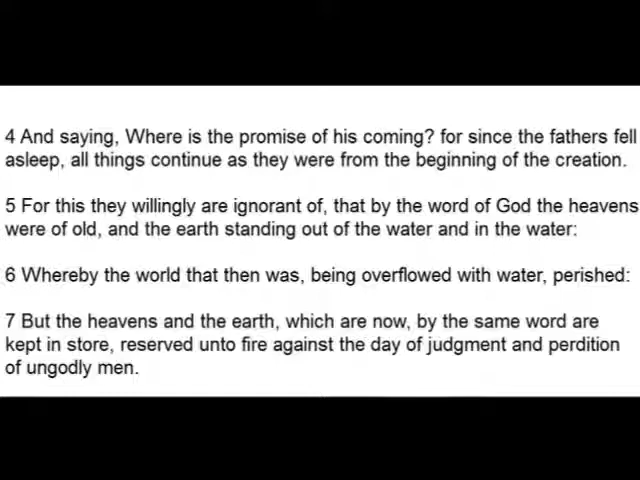 4 And saying, Where is the promise of his coming? for since the fathers fell
asleep, all things continue as they were from the beginning of the creation.
5 For this they willingly are ignorant of, that by the word of God the heavens
were of old, and the earth standing out of the water and in the water:
6 Whereby the world that then was, being overflowed with water, perished:
7 But the heavens and the earth, which are now, by the same word are
kept in store, reserved unto fire against the day of judgment and perdition
of ungodly men.